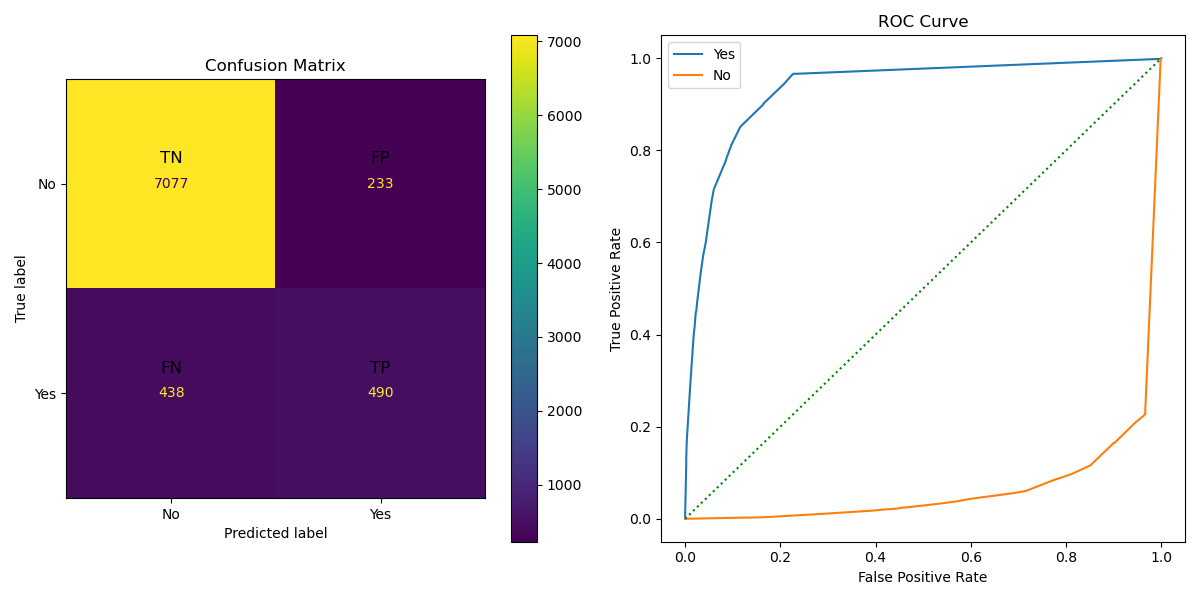 Confusion Matrix
TN
7077
FP
233
FN
438
TP
490
No
Yes
True label
No
Yes
Predicted label
7000
6000
5000
4000
3000
2000
1000
ROC Curve
Yes
No
1.0
0.8
0.6
0.4
0.2
0.0
True Positive Rate
0.0
0.2
0.4
0.6
0.8
1.0
False Positive Rate